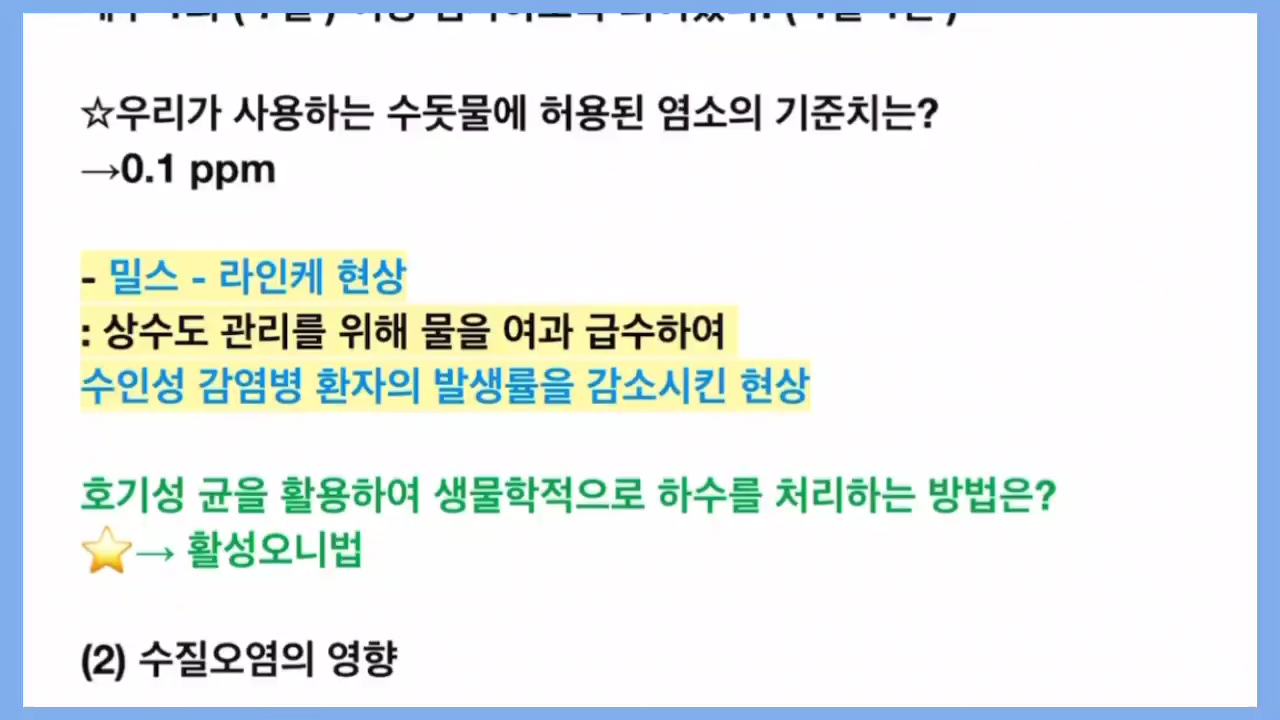 ☆우리가 사용하는 수돗물에 허용된 염소의 기준치는?
→0.1 ppm
- 밀스 - 라인케 현상
: 상수도 관리를 위해 물을 여과 급수하여
수인성 감염병 환자의 발생률을 감소시킨 현상
호기성 균을 활용하여 생물학적으로 하수를 처리하는 방법은?
⭐→ 활성오니법
(2) 수질오염의 영향